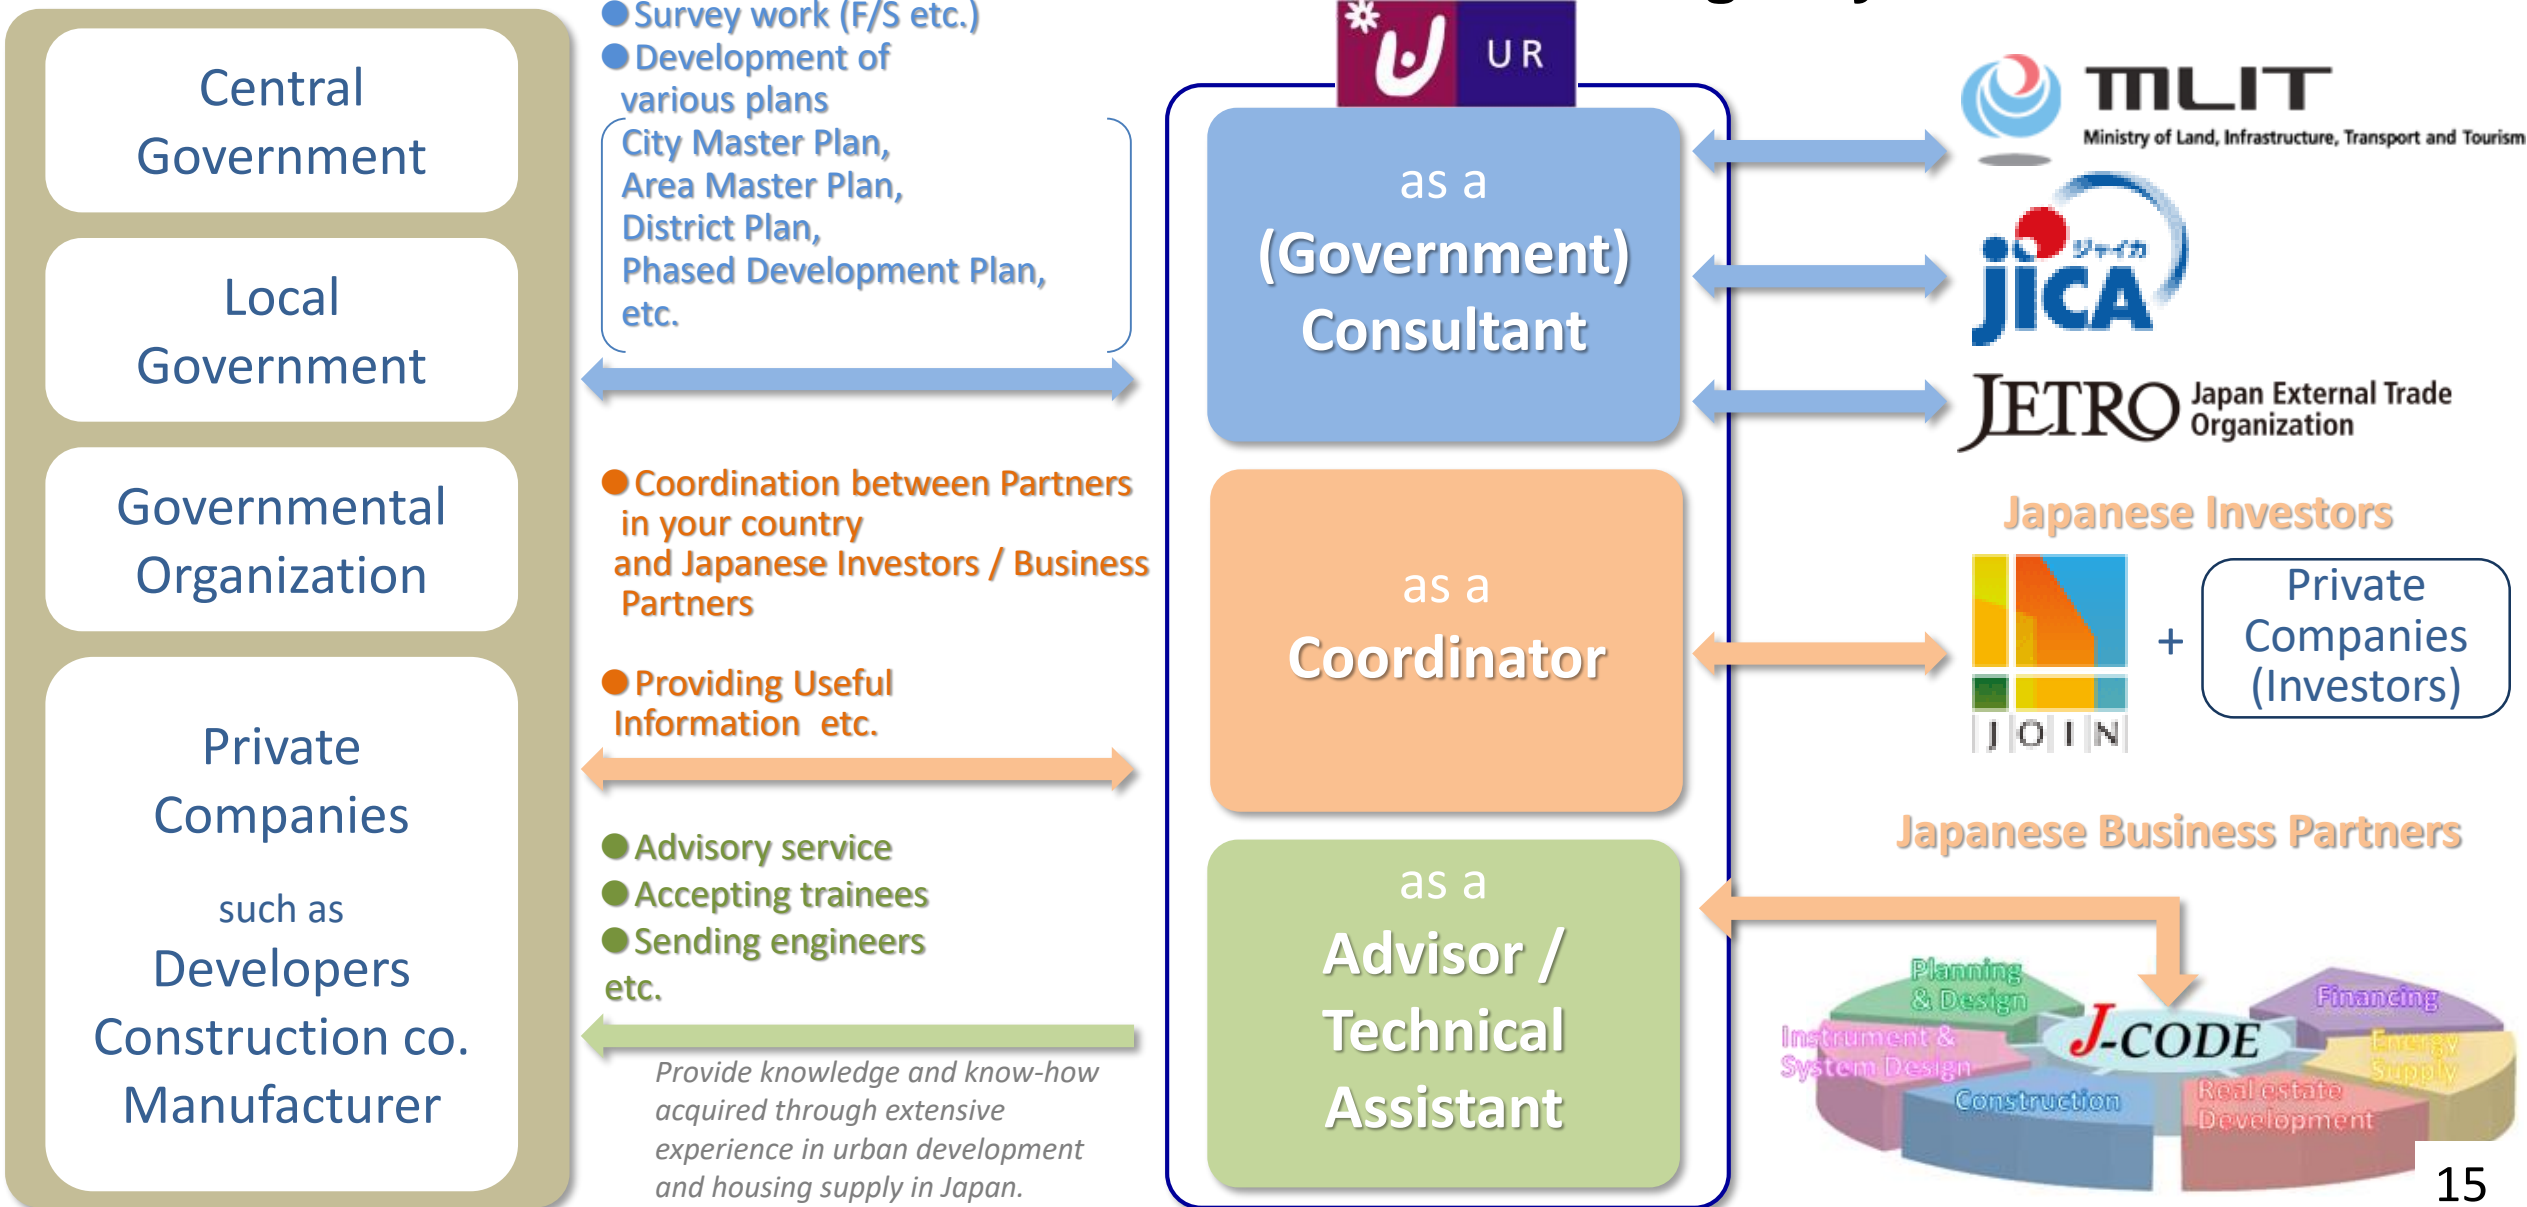 Central
Government
Local
Government
Governmental
Organization
Private
Companies
such as
Developers
Construction co.
Manufacturer
●Survey work (F/S etc.)
●Development of
various plans
City Master Plan,
Area Master Plan,
District Plan,
Phased Development Plan,
etc.
●Coordination between Partners
in your country
and Japanese Investors / Business
Partners
●Providing Useful
Information etc.
●Advisory service
●Accepting trainees
●Sending engineers
etc.
Provide knowledge and know-how
acquired through extensive
experience in urban development
and housing supply in Japan.
UR
as a
(Government)
Consultant
as a
Coordinator
as a
Advisor /
Technical
Assistant
MLIT
Ministry of Land, Infrastructure, Transport and Tourism
ジャイカ
jICA
JETRO Japan External Trade
Organization
Japanese Investors
JOIN
+
Private
Companies
(Investors)
Japanese Business Partners
Planning
& Design
Financing
Instrument &
System Design
J-CODE
Energy
Supply
Construction
Real estate
Development
15